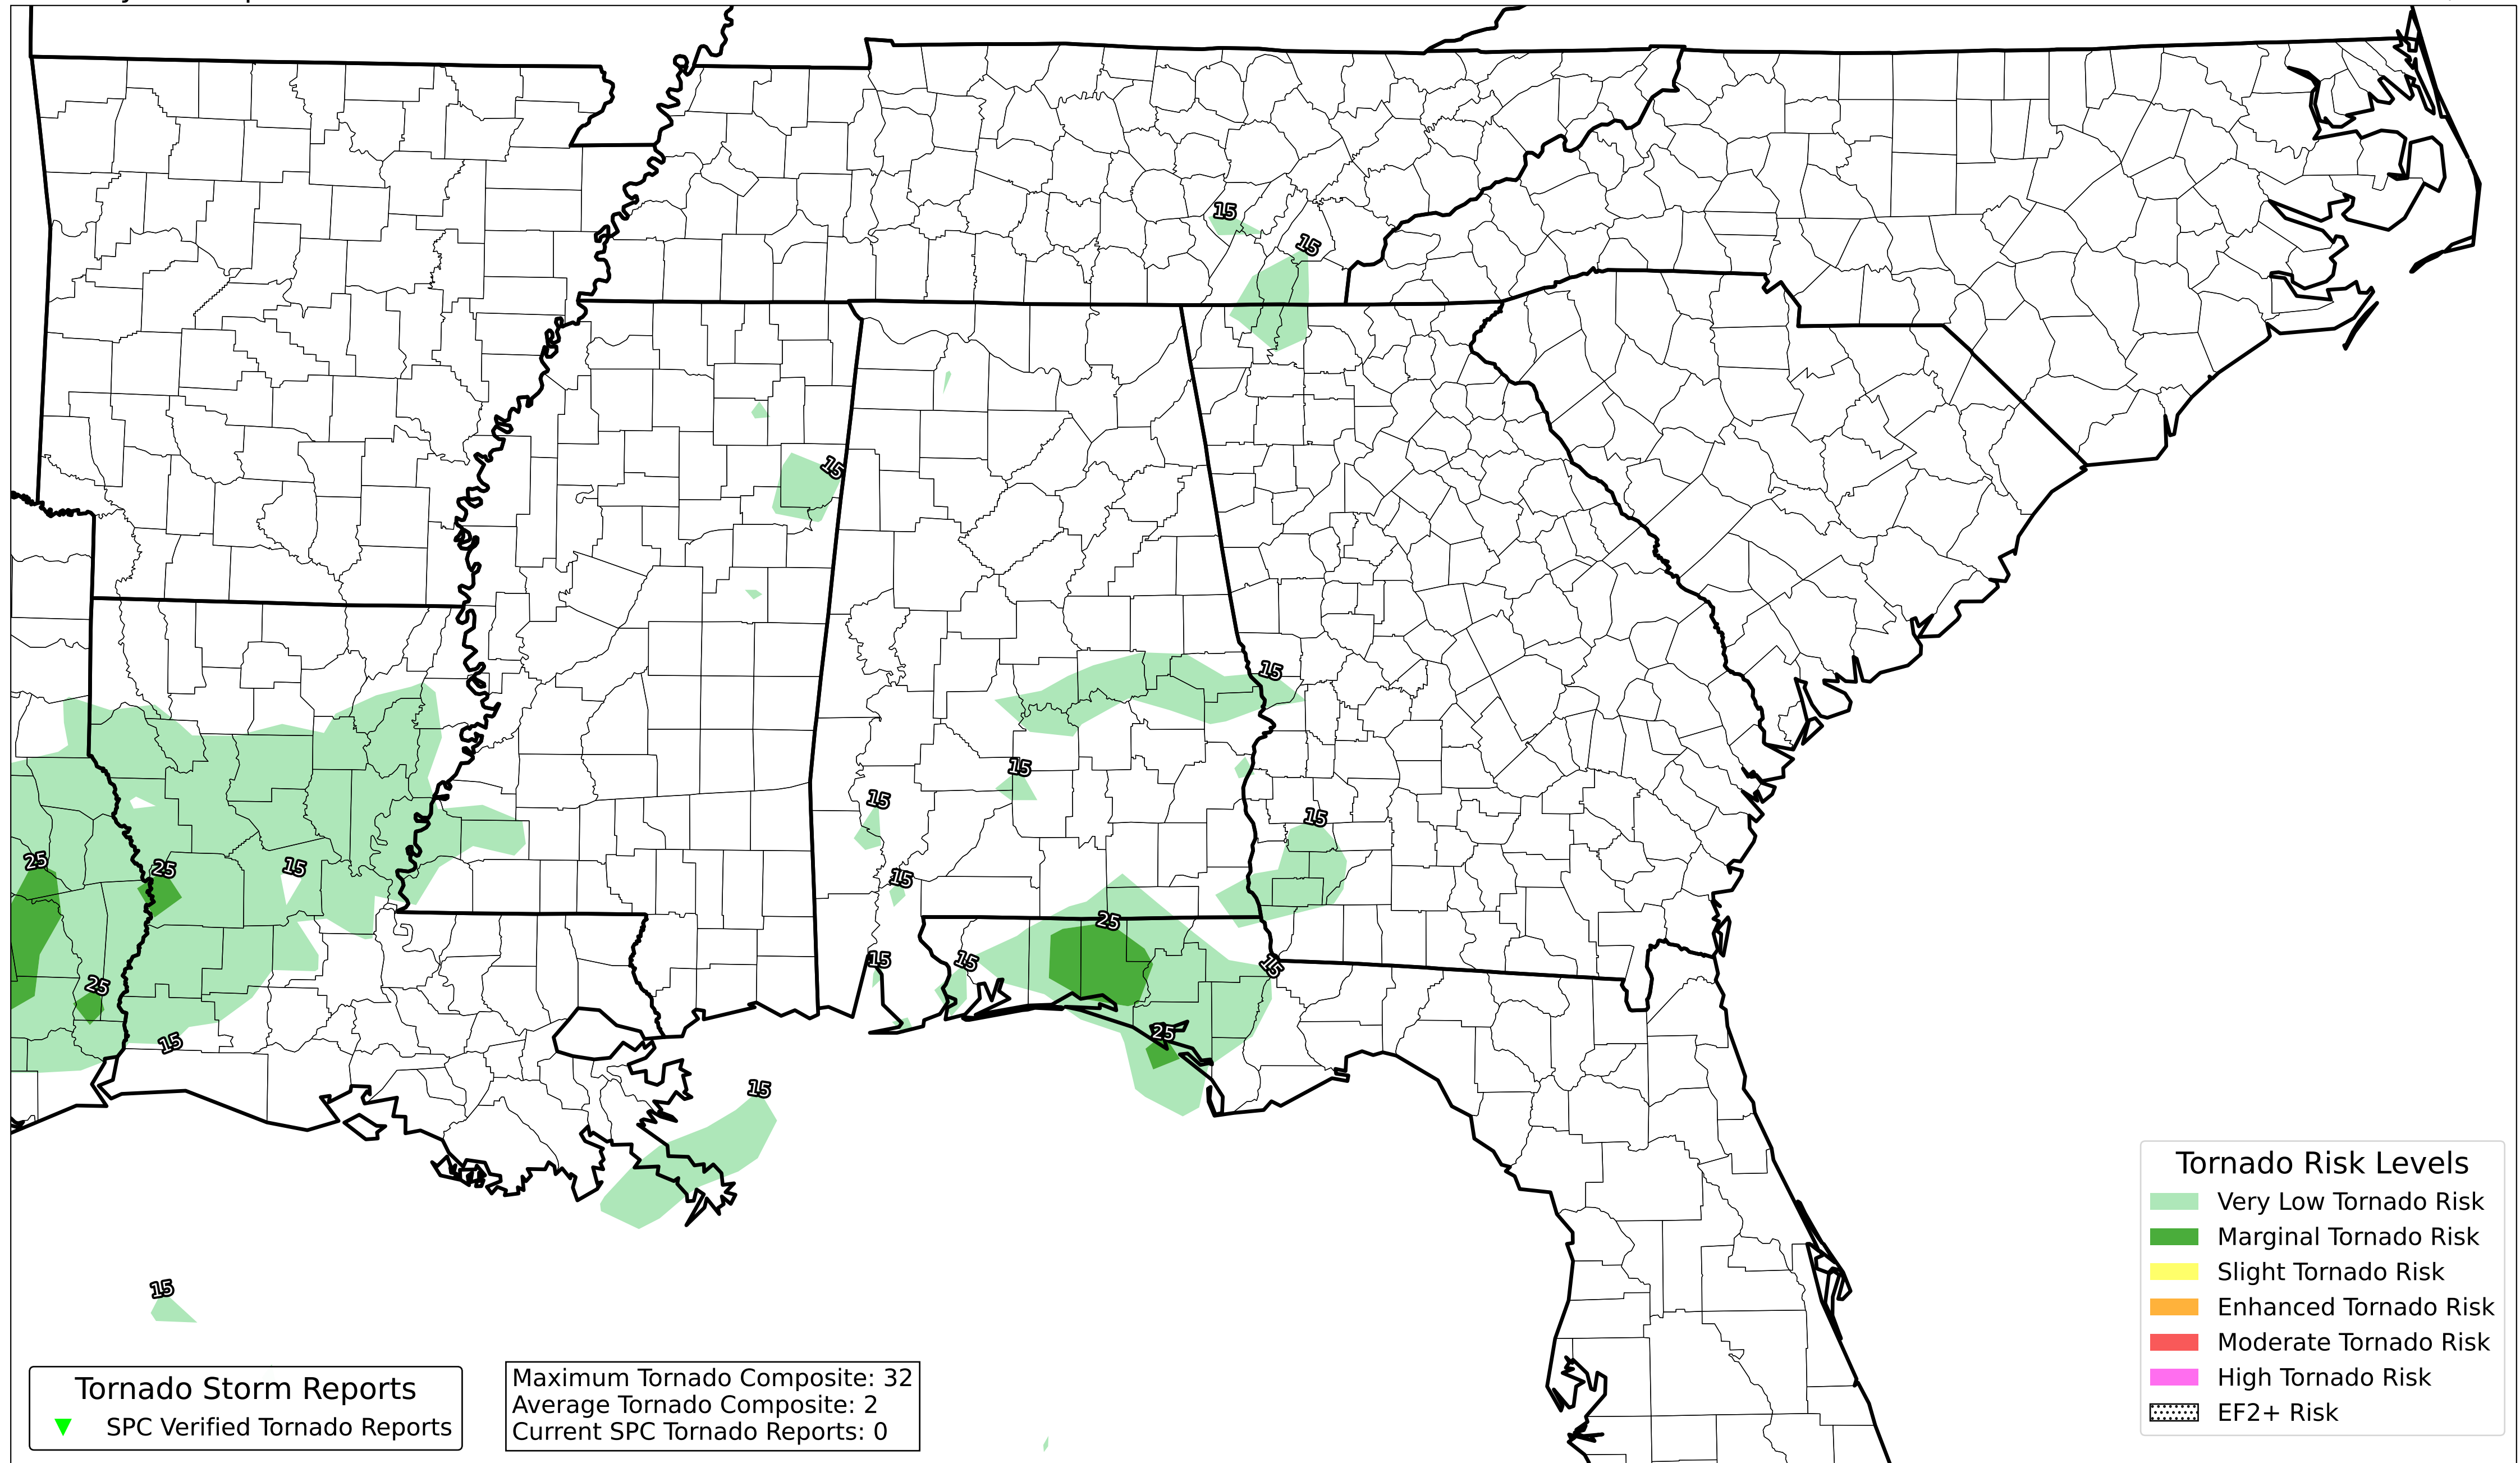 15
15
15
15
15
15
25
15
25
25
15
15
25
15
15
15
25
25
15
15
15
Tornado Risk Levels
Very Low Tornado Risk
Marginal Tornado Risk
Slight Tornado Risk
Enhanced Tornado Risk
Moderate Tornado Risk
High Tornado Risk
EF2+ Risk
Tornado Storm Reports
SPC Verified Tornado Reports
Maximum Tornado Composite: 32
Average Tornado Composite: 2
Current SPC Tornado Reports: 0